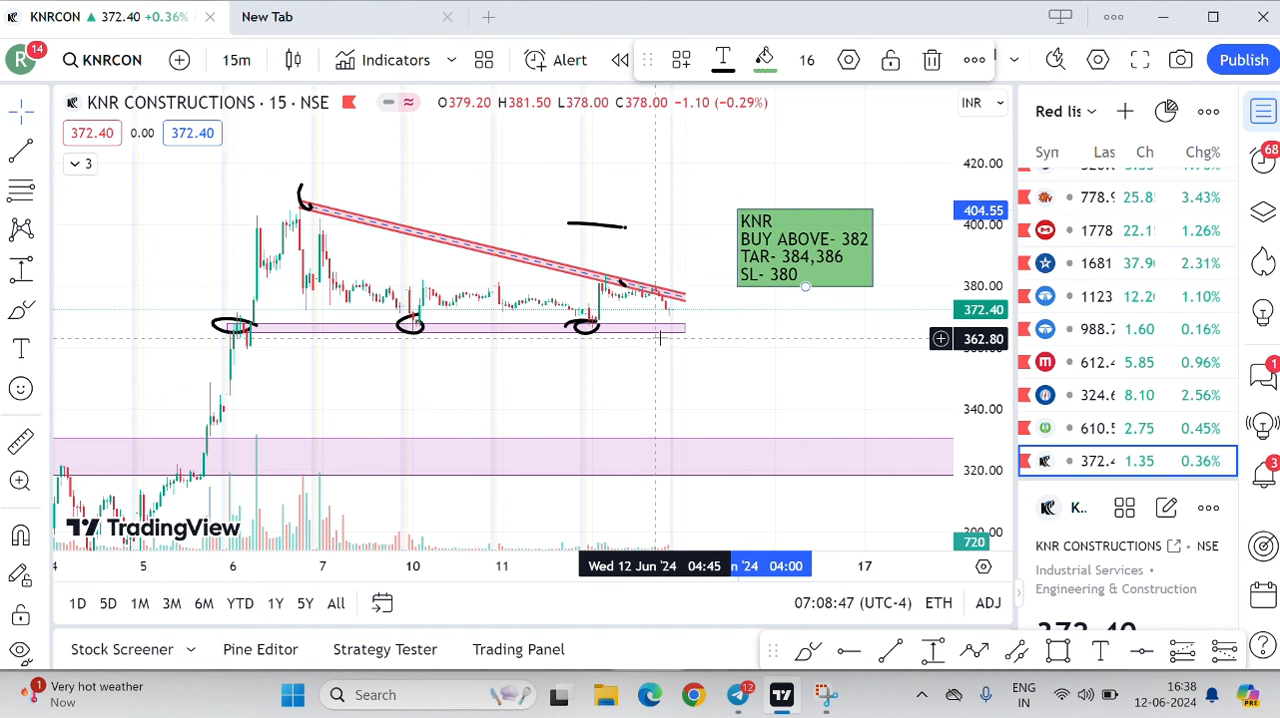 KNRCON ▲ 372.40 +0.36%
New Tab
R 14
KNRCON
15m
Indicators
Alert
16
Publish
KNR CONSTRUCTIONS · 15 · NSE
O379.20 H381.50 L378.00 C378.00 −1.10 (−0.29%)
INR
372.40 0.00 372.40
3
420.00
404.55
400.00
380.00
372.40
362.80
340.00
320.00
720
KNR
BUY ABOVE- 382
TAR- 384,386
SL- 380
TradingView
4 5 6 7 10 11 Wed 12 Jun '24 04:45 '24 04:00 17
1D 5D 1M 3M 6M YTD 1Y 5Y All
07:08:47 (UTC-4) ETH ADJ
Stock Screener
Pine Editor
Strategy Tester
Trading Panel
Red lis
68
Chg%
778.9 3.43%
1778 1.26%
1681 2.31%
1123 1.10%
988.7 1.60 0.16%
612.4 5.85 0.96%
324.6 8.10 2.56%
610.5 2.75 0.45%
372.4 1.35 0.36%
K..
KNR CONSTRUCTIONS • NSE
Industrial Services •
Engineering & Construction
372.40
1
3
1
Very hot weather
Now
Search
12
ENG
IN
16:38
12-06-2024
PRE